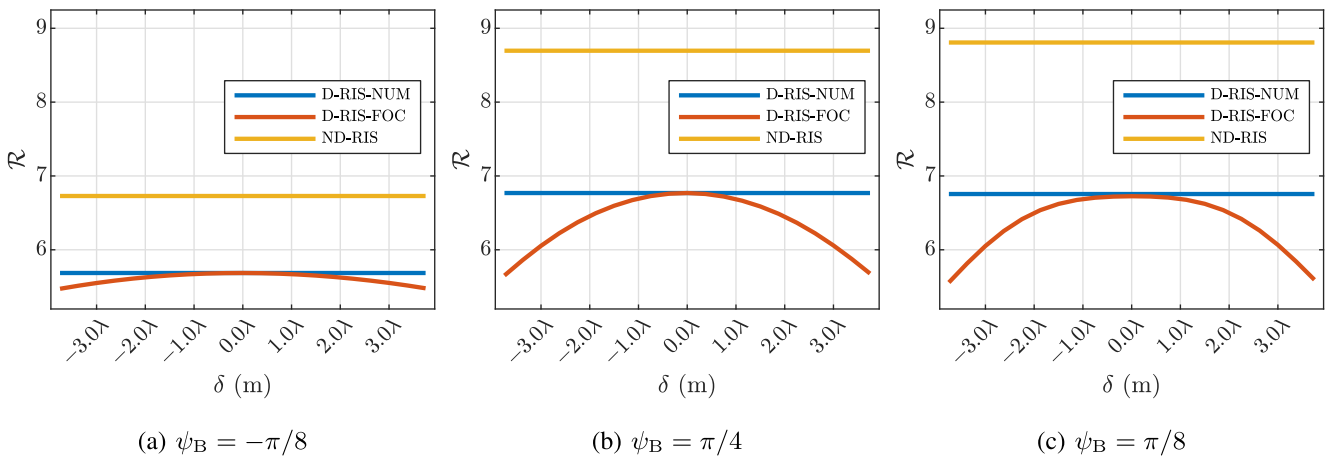 9
8
7
6
ℛ
D-RIS-NUM
D-RIS-FOC
ND-RIS
−3.0λ
−2.0λ
−1.0λ
0.0λ
1.0λ
2.0λ
3.0λ
δ (m)
(a) ψB = −π/8
9
8
7
6
ℛ
D-RIS-NUM
D-RIS-FOC
ND-RIS
−3.0λ
−2.0λ
−1.0λ
0.0λ
1.0λ
2.0λ
3.0λ
δ (m)
(b) ψB = π/4
9
8
7
6
ℛ
D-RIS-NUM
D-RIS-FOC
ND-RIS
−3.0λ
−2.0λ
−1.0λ
0.0λ
1.0λ
2.0λ
3.0λ
δ (m)
(c) ψB = π/8